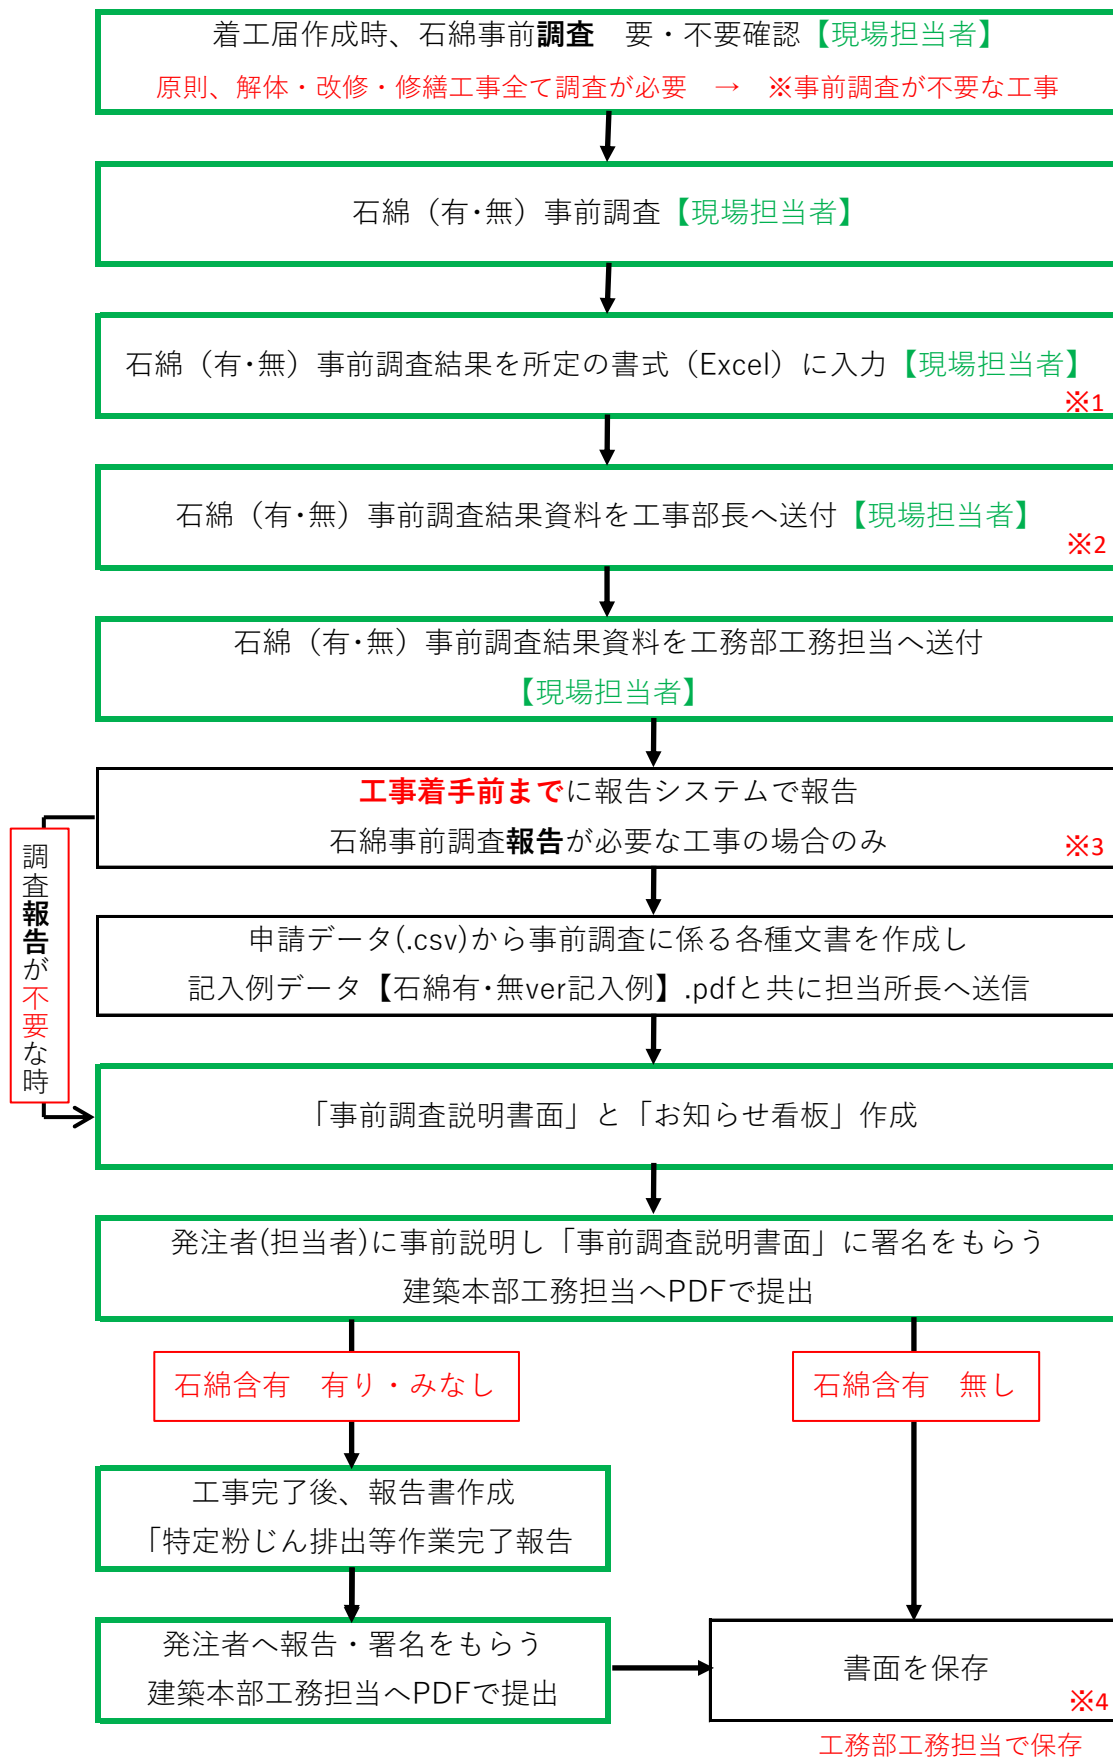 着工届作成時、石綿事前調査　要・不要確認【現場担当者】
原則、解体・改修・修繕工事全て調査が必要　→　※事前調査が不要な工事
石綿（有・無）事前調査【現場担当者】
石綿（有・無）事前調査結果を所定の書式（Excel）に入力【現場担当者】
※1
石綿（有・無）事前調査結果資料を工事部長へ送付【現場担当者】
※2
石綿（有・無）事前調査結果資料を工務部工務担当へ送付
【現場担当者】
工事着手前までに報告システムで報告
石綿事前調査報告が必要な工事の場合のみ
※3
調査報告が不要な時
申請データ(.csv)から事前調査に係る各種文書を作成し
記入例データ【石綿有・無ver記入例】.pdfと共に担当所長へ送信
「事前調査説明書面」と「お知らせ看板」作成
発注者(担当者)に事前説明し「事前調査説明書面」に署名をもらう
建築本部工務担当へPDFで提出
石綿含有　有り・みなし
石綿含有　無し
工事完了後、報告書作成
「特定粉じん排出等作業完了報告
発注者へ報告・署名をもらう
建築本部工務担当へPDFで提出
書面を保存
※4
工務部工務担当で保存